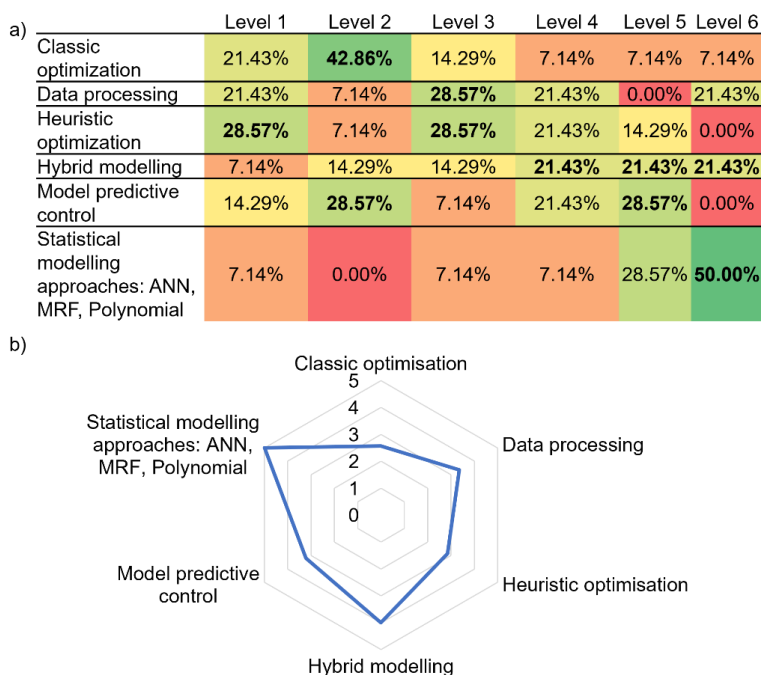 a)
Level 1 Level 2 Level 3 Level 4 Level 5 Level 6
Classic
optimization 21.43% 42.86% 14.29% 7.14% 7.14% 7.14%
Data processing 21.43% 7.14% 28.57% 21.43% 0.00% 21.43%
Heuristic
optimization 28.57% 7.14% 28.57% 21.43% 14.29% 0.00%
Hybrid modelling 7.14% 14.29% 14.29% 21.43% 21.43% 21.43%
Model predictive
control 14.29% 28.57% 7.14% 21.43% 28.57% 0.00%
Statistical
modelling
approaches: ANN,
MRF, Polynomial 7.14% 0.00% 7.14% 7.14% 28.57% 50.00%
b)
Classic optimisation
5
4
3
2
1
0
Statistical modelling
approaches: ANN,
MRF, Polynomial
Data processing
Model predictive
control
Heuristic optimisation
Hybrid modelling